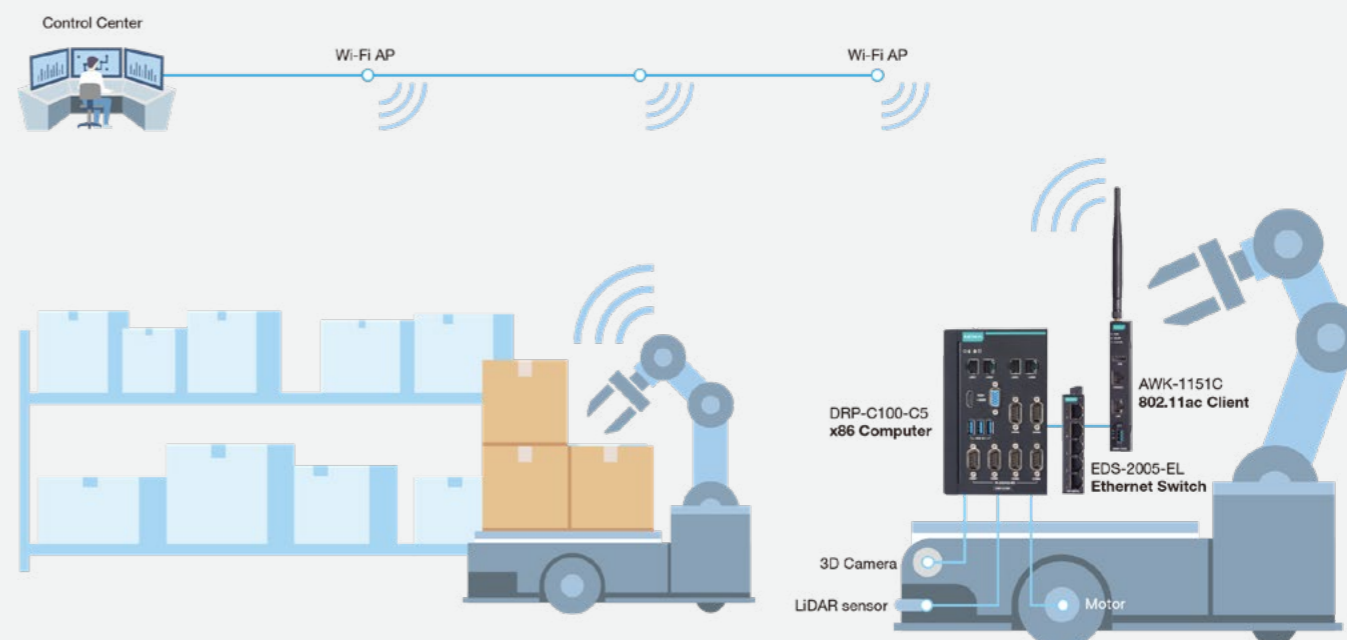 Control Center
Wi-Fi AP
Wi-Fi AP
DRP-C100-C5
x86 Computer
AWK-1151C
802.11ac Client
EDS-2005-EL
Ethernet Switch
3D Camera
LiDAR sensor
Motor